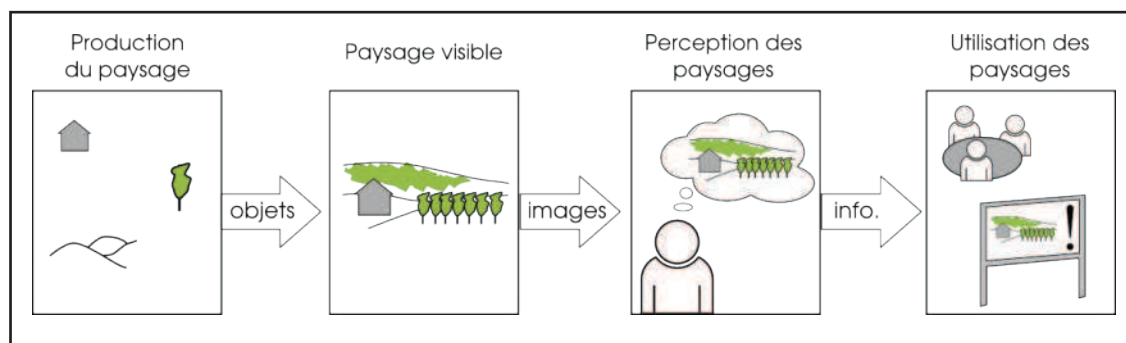 Production
du paysage
Paysage visible
Perception des
paysages
Utilisation des
paysages
objets
images
info.
!